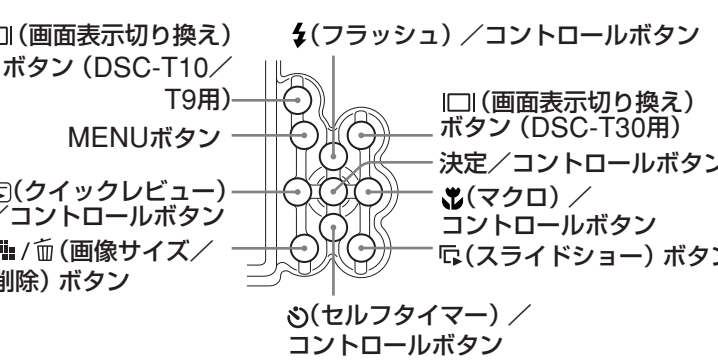 (画面表示切り換え)
ボタン(DSC-T10／
T9用)
MENUボタン
(クイックレビュー)
／コントロールボタン
/ (画像サイズ／
削除)ボタン
(フラッシュ)／コントロールボタン
(画面表示切り換え)
ボタン(DSC-T30用)
決定／コントロールボタン
(マクロ)／
コントロールボタン
(スライドショー)ボタン
(セルフタイマー)／
コントロールボタン